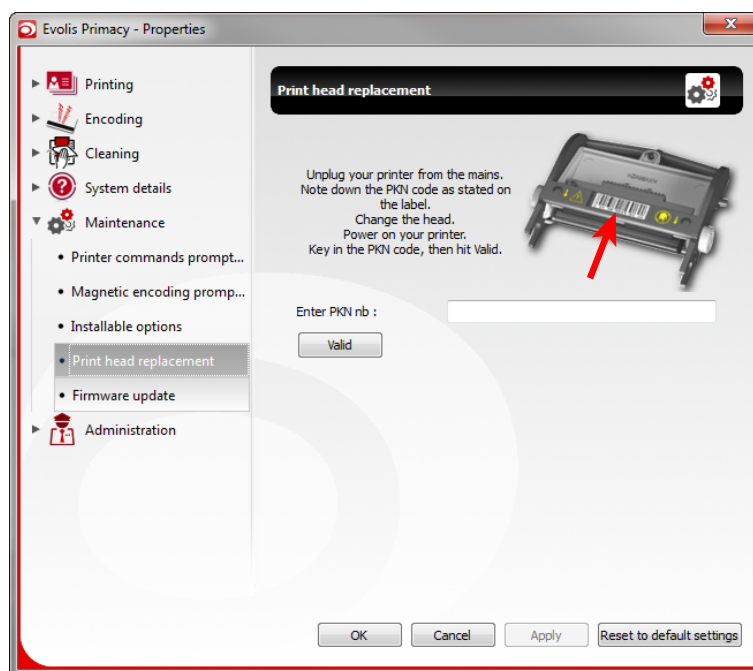 Evolis Primacy - Properties
Printing
Encoding
Cleaning
System details
Maintenance
Printer commands prompt...
Magnetic encoding promp...
Installable options
Print head replacement
Firmware update
Administration
Print head replacement
Unplug your printer from the mains.
Note down the PKN code as stated on
the label.
Change the head.
Power on your printer.
Key in the PKN code, then hit Valid.
Enter PKN nb :
Valid
OK
Cancel
Apply
Reset to default settings